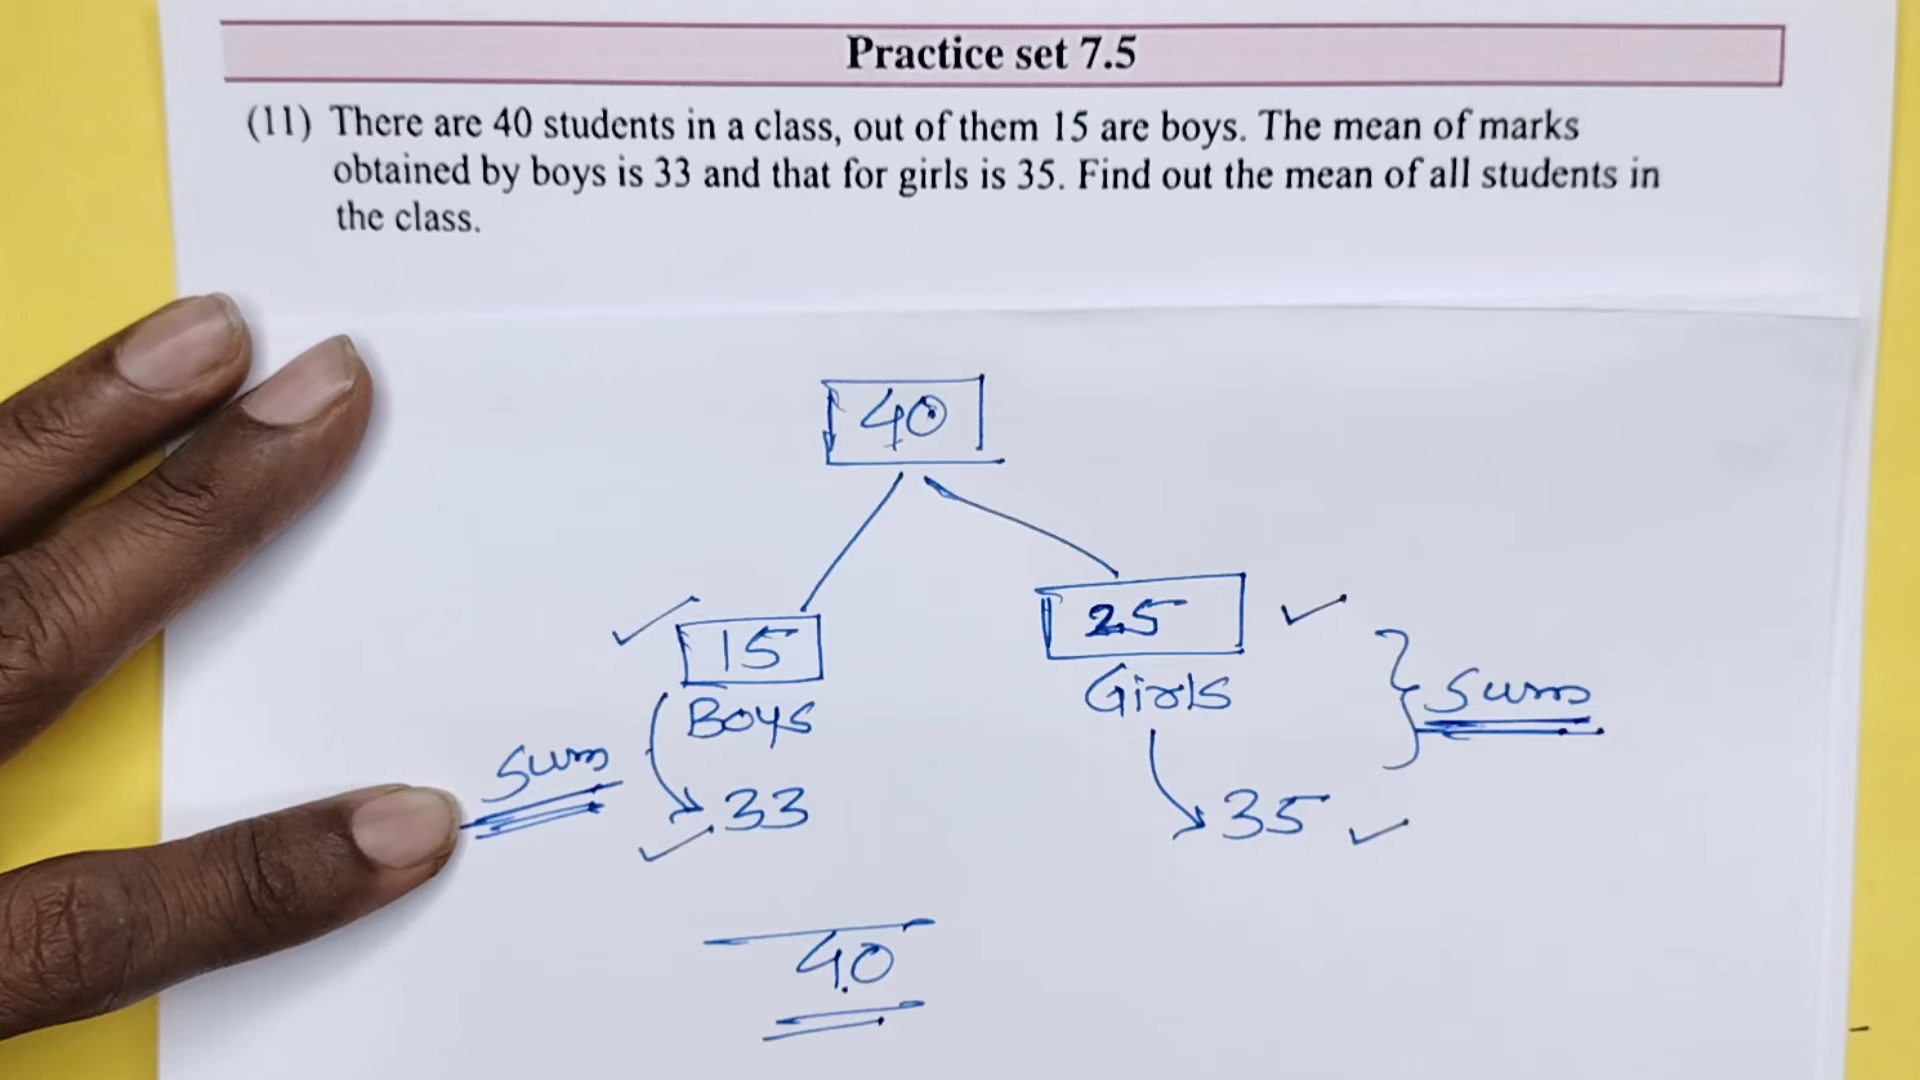 Practice set 7.5
(11) There are 40 students in a class, out of them 15 are boys. The mean of marks
obtained by boys is 33 and that for girls is 35. Find out the mean of all students in
the class.
40
15
25
Boys
Girls
Sum
Sum
33
35
40